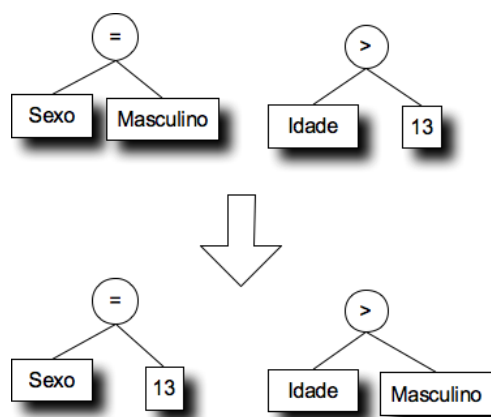 = >
Sexo Masculino Idade 13
= >
Sexo 13 Idade Masculino